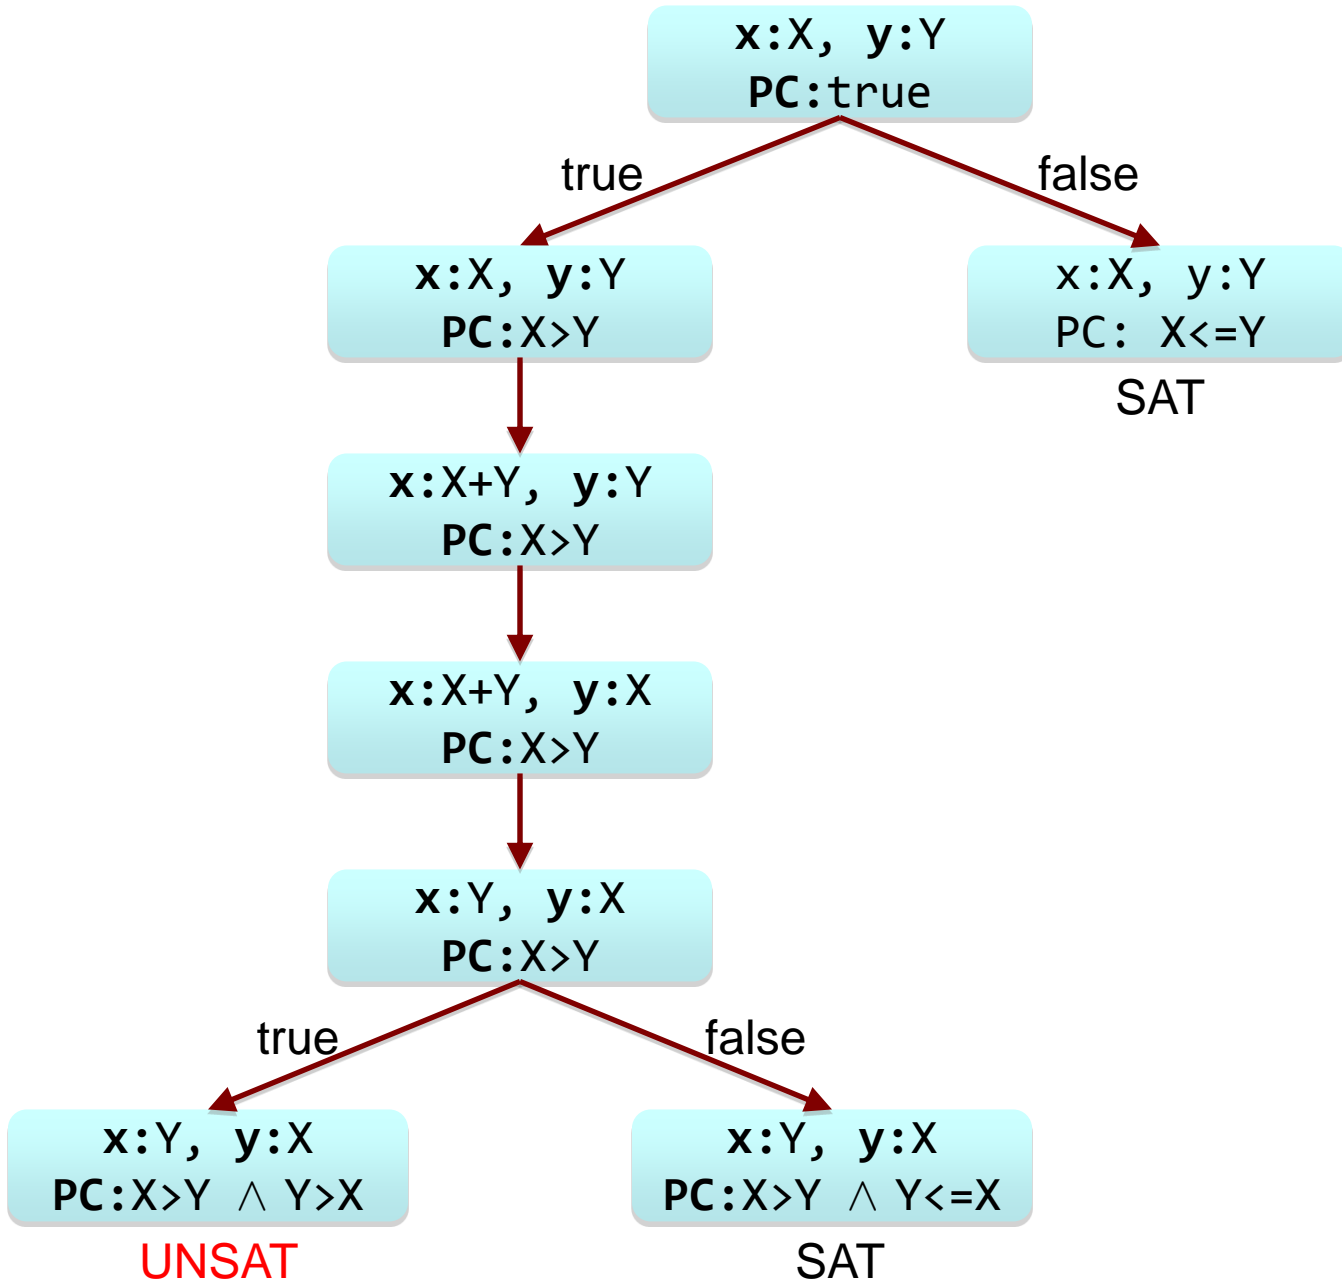 x:X, y:Y
PC:true
true
false
x:X, y:Y
PC:X>Y
x:X, y:Y
PC: X<=Y
SAT
x:X+Y, y:Y
PC:X>Y
x:X+Y, y:X
PC:X>Y
x:Y, y:X
PC:X>Y
true
false
x:Y, y:X
PC:X>Y ∧ Y>X
UNSAT
x:Y, y:X
PC:X>Y ∧ Y<=X
SAT